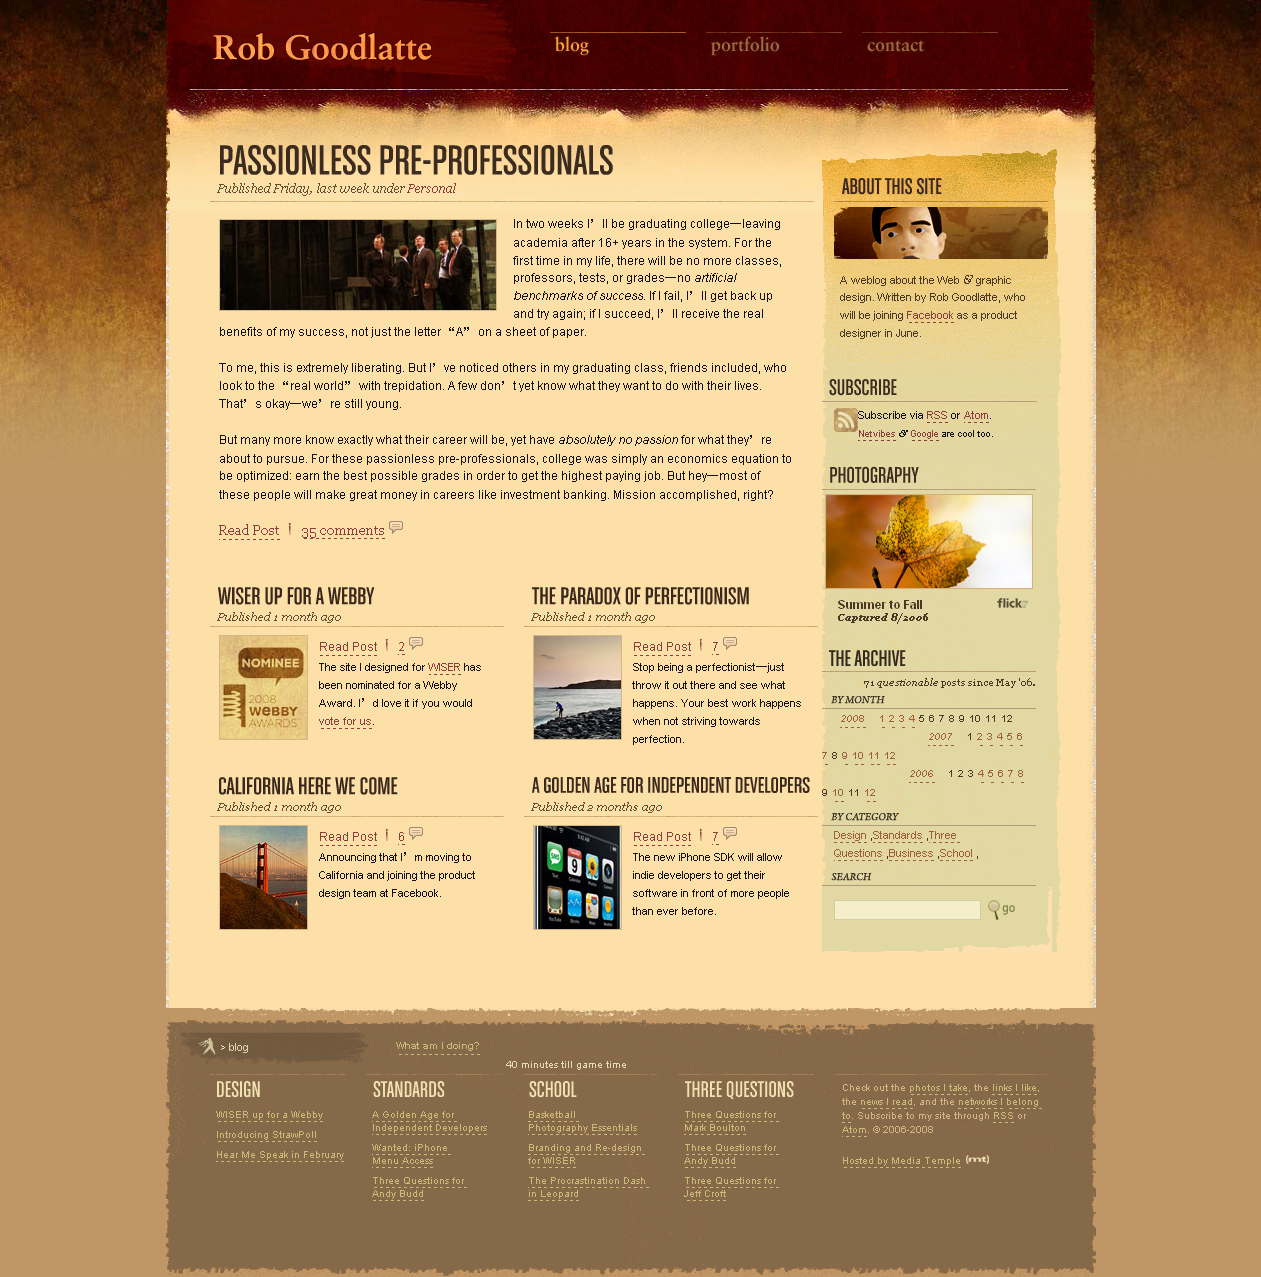 Rob Goodlatte
blog
portfolio
contact
PASSIONLESS PRE-PROFESSIONALS
Published Friday, last week under Personal
In two weeks I’ll be graduating college—leaving
academia after 16+ years in the system. For the
first time in my life, there will be no more classes,
professors, tests, or grades—no artificial
benchmarks of success. If I fail, I’ll get back up
and try again; if I succeed, I’ll receive the real
benefits of my success, not just the letter “A” on a sheet of paper.
To me, this is extremely liberating. But I’ve noticed others in my graduating class, friends included, who
look to the “real world” with trepidation. A few don’t yet know what they want to do with their lives.
That’s okay—we’re still young.
But many more know exactly what their career will be, yet have absolutely no passion for what they’re
about to pursue. For these passionless pre-professionals, college was simply an economics equation to
be optimized: earn the best possible grades in order to get the highest paying job. But hey—most of
these people will make great money in careers like investment banking. Mission accomplished, right?
Read Post
35 comments
WISER UP FOR A WEBBY
Published 1 month ago
NOMINEE
2008
WEBBY
AWARDS
Read Post
2
The site I designed for WISER has
been nominated for a Webby
Award. I’d love it if you would
vote for us.
THE PARADOX OF PERFECTIONISM
Published 1 month ago
Read Post
7
Stop being a perfectionist—just
throw it out there and see what
happens. Your best work happens
when not striving towards
perfection.
CALIFORNIA HERE WE COME
Published 1 month ago
Read Post
6
Announcing that I’m moving to
California and joining the product
design team at Facebook.
A GOLDEN AGE FOR INDEPENDENT DEVELOPERS
Published 2 months ago
Read Post
7
The new iPhone SDK will allow
indie developers to get their
software in front of more people
than ever before.
ABOUT THIS SITE
A weblog about the Web & graphic
design. Written by Rob Goodlatte, who
will be joining Facebook as a product
designer in June.
SUBSCRIBE
Subscribe via RSS or Atom.
Netvibes & Google are cool too.
PHOTOGRAPHY
Summer to Fall
flickr
Captured 8/2006
THE ARCHIVE
71 questionable posts since May '06.
BY MONTH
2008 1 2 3 4 5 6 7 8 9 10 11 12
2007 1 2 3 4 5 6
7 8 9 10 11 12
2006 1 2 3 4 5 6 7 8
9 10 11 12
BY CATEGORY
Design ,Standards ,Three
Questions ,Business ,School ,
SEARCH
go
> blog
What am I doing?
40 minutes till game time
DESIGN
WISER up for a Webby
Introducing StrawPoll
Hear Me Speak in February
STANDARDS
A Golden Age for
Independent Developers
Wanted: iPhone
Menu Access
Three Questions for
Andy Budd
SCHOOL
Basketball
Photography Essentials
Branding and Re-design
for WISER
The Procrastination Dash
in Leopard
THREE QUESTIONS
Three Questions for
Mark Boulton
Three Questions for
Andy Budd
Three Questions for
Jeff Croft
Check out the photos I take, the links I like,
the news I read, and the networks I belong
to. Subscribe to my site through RSS or
Atom. © 2006-2008
Hosted by Media Temple (mt)